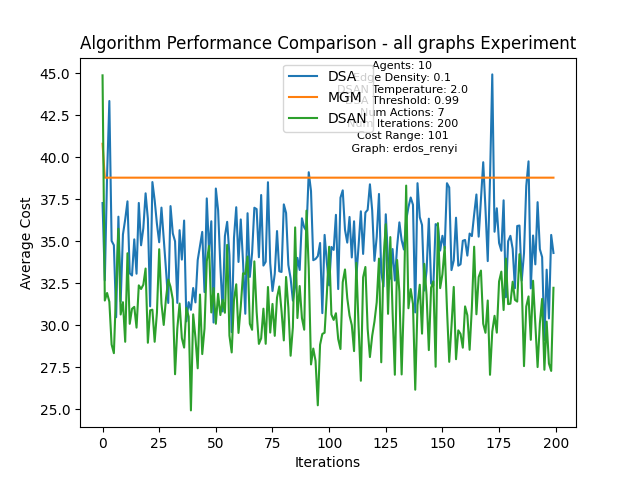 Algorithm Performance Comparison - all graphs Experiment
Average Cost
45.0
42.5
40.0
37.5
35.0
32.5
30.0
27.5
25.0
DSA
MGM
DSAN
Agents: 10
Edge Density: 0.1
DSAN Temperature: 2.0
Threshold: 0.99
Num Actions: 7
Iterations: 200
Cost Range: 101
Graph: erdos_renyi
0 25 50 75 100 125 150 175 200
Iterations